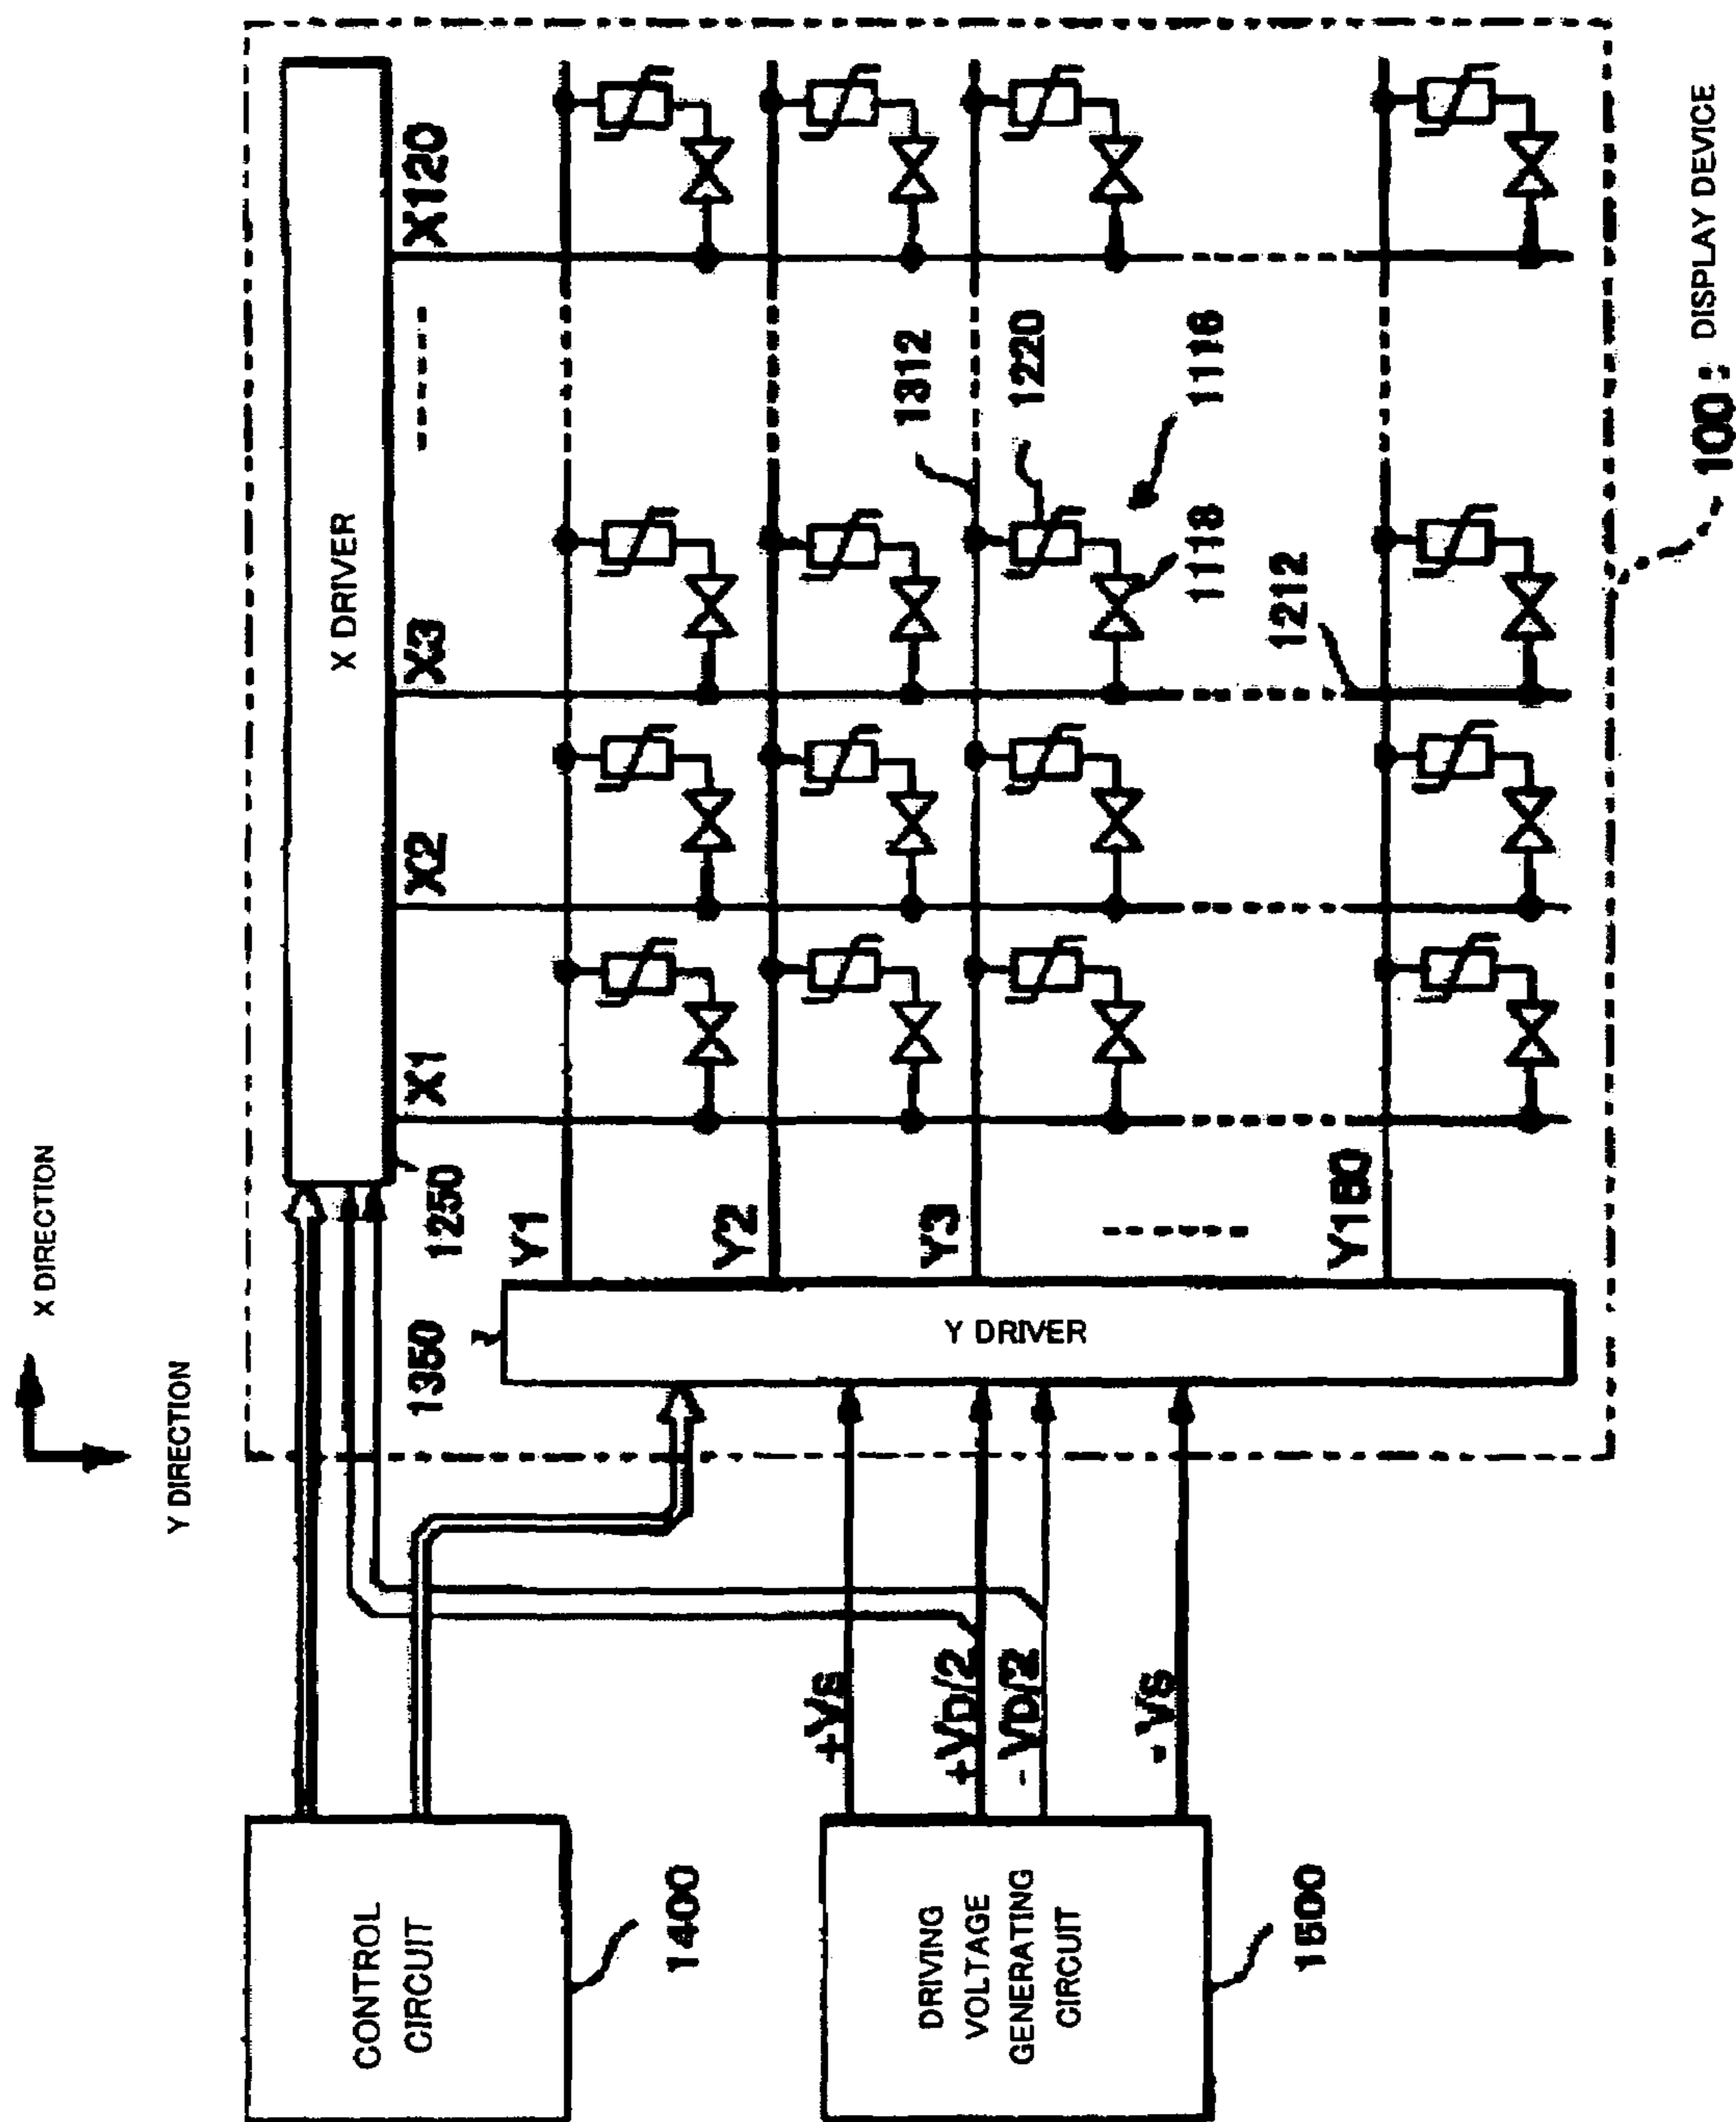 X DIRECTION
Y DIRECTION
CONTROL
CIRCUIT
1400
DRIVING
VOLTAGE
GENERATING
CIRCUIT
1500
+Vs
+VD/2
- VD/2
- Vs
X DRIVER
1250
Y DRIVER
1350
X1
X2
X3
X120
Y1
Y2
Y3
Y160
1312
1220
1116
1118
1212
100 : DISPLAY DEVICE